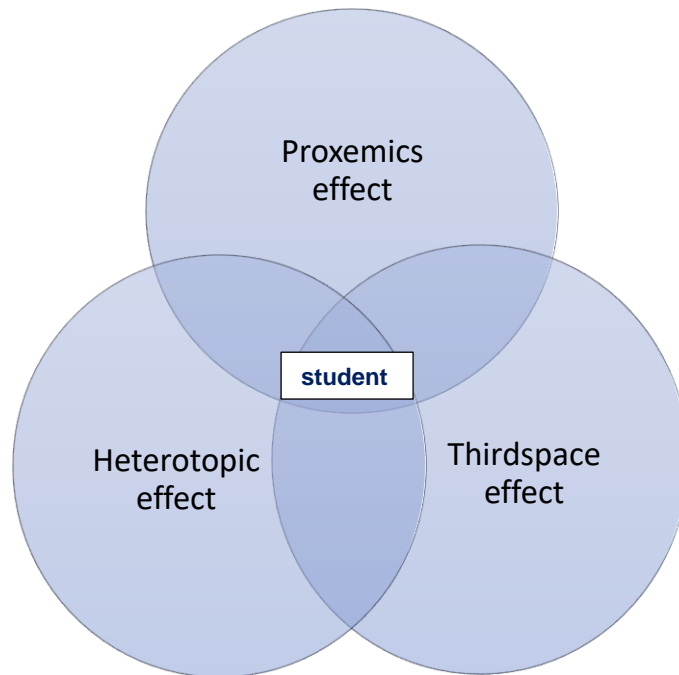 Proxemics
effect
student
Heterotopic
effect
Thirdspace
effect